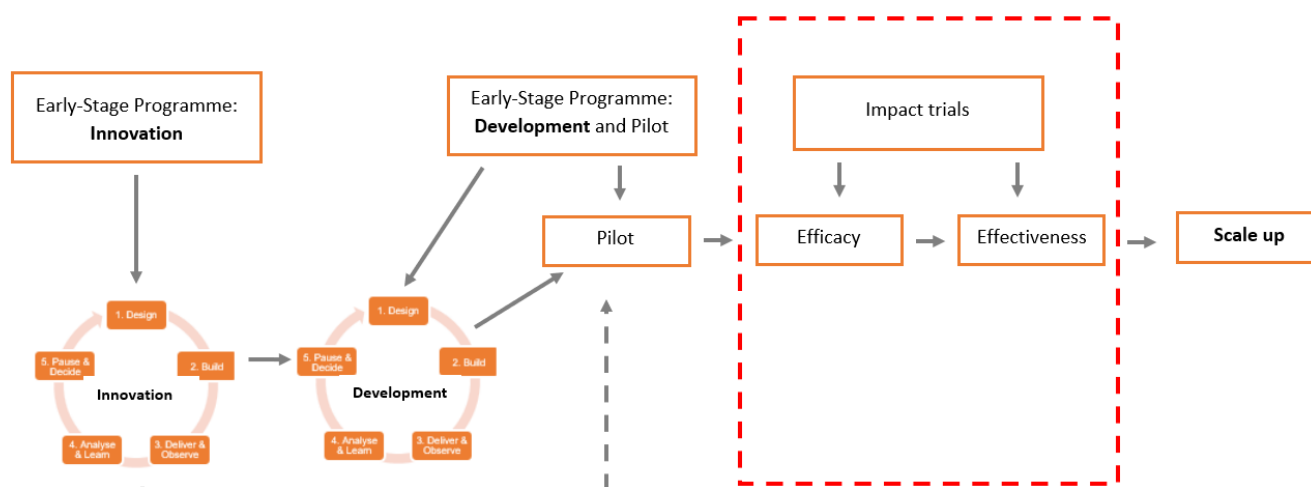 Early-Stage Programme:
Innovation
Early-Stage Programme:
Development and Pilot
Impact trials
Pilot
Efficacy
Effectiveness
Scale up
1. Design
2. Build
3. Deliver &
Observe
4. Analyse
& Learn
5. Pause &
Decide
Innovation
1. Design
2. Build
3. Deliver &
Observe
4. Analyse
& Learn
5. Pause &
Decide
Development